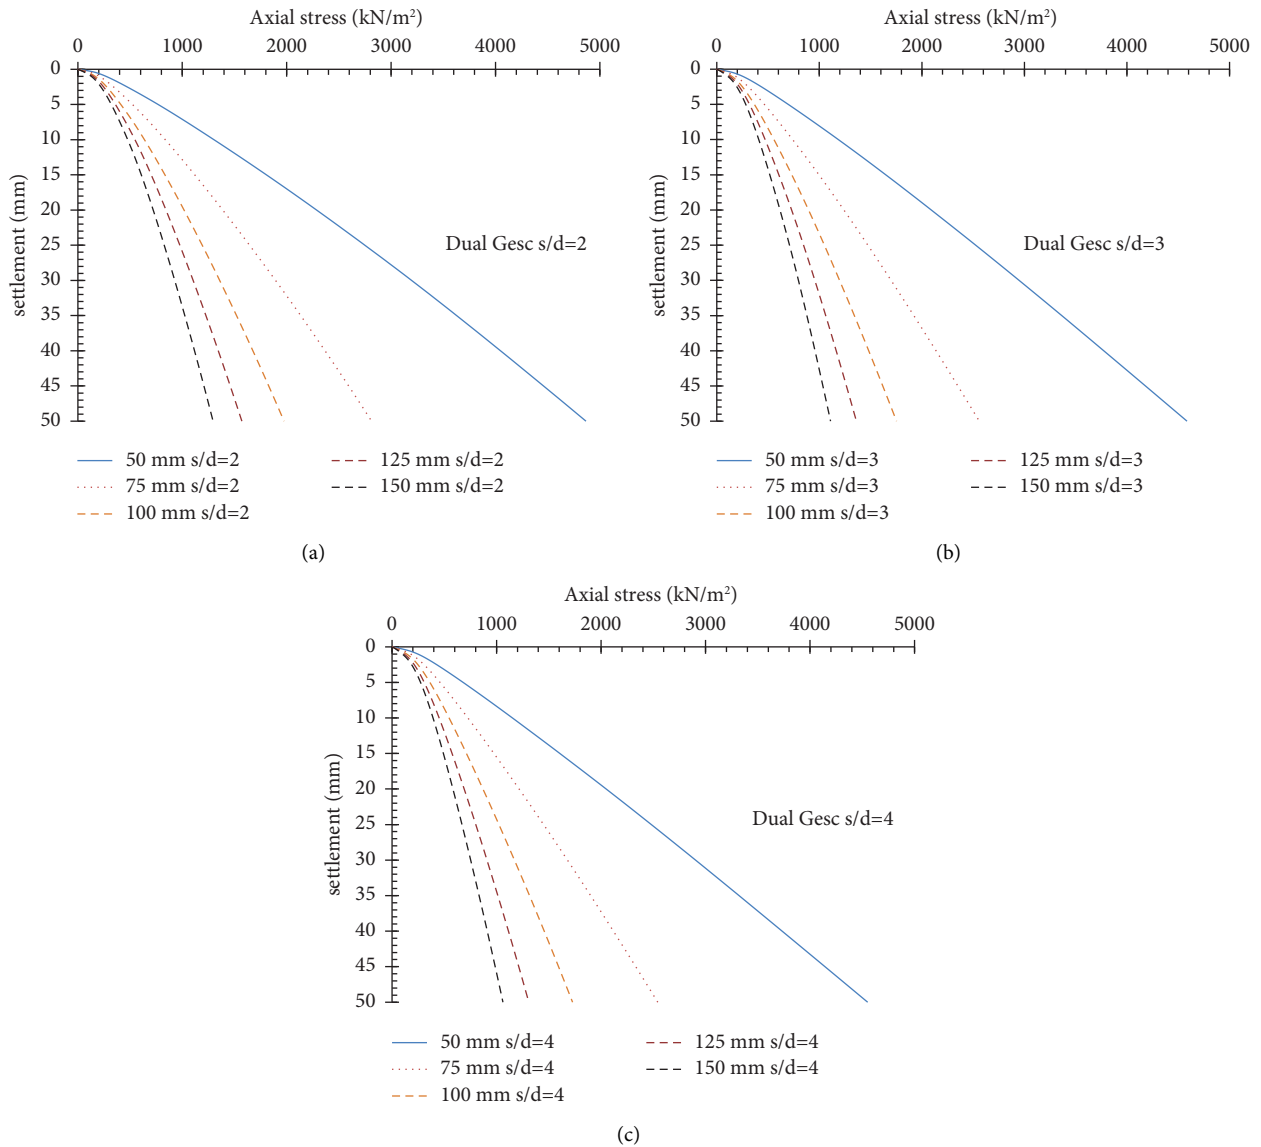 Axial stress (kN/m²)
0 1000 2000 3000 4000 5000
0
5
10
15
20
25
30
35
40
45
50
settlement (mm)
Dual Gesc s/d=2
50 mm s/d=2
75 mm s/d=2
100 mm s/d=2
125 mm s/d=2
150 mm s/d=2
(a)
Axial stress (kN/m²)
0 1000 2000 3000 4000 5000
0
5
10
15
20
25
30
35
40
45
50
settlement (mm)
Dual Gesc s/d=3
50 mm s/d=3
75 mm s/d=3
100 mm s/d=3
125 mm s/d=3
150 mm s/d=3
(b)
Axial stress (kN/m²)
0 1000 2000 3000 4000 5000
0
5
10
15
20
25
30
35
40
45
50
settlement (mm)
Dual Gesc s/d=4
50 mm s/d=4
75 mm s/d=4
100 mm s/d=4
125 mm s/d=4
150 mm s/d=4
(c)